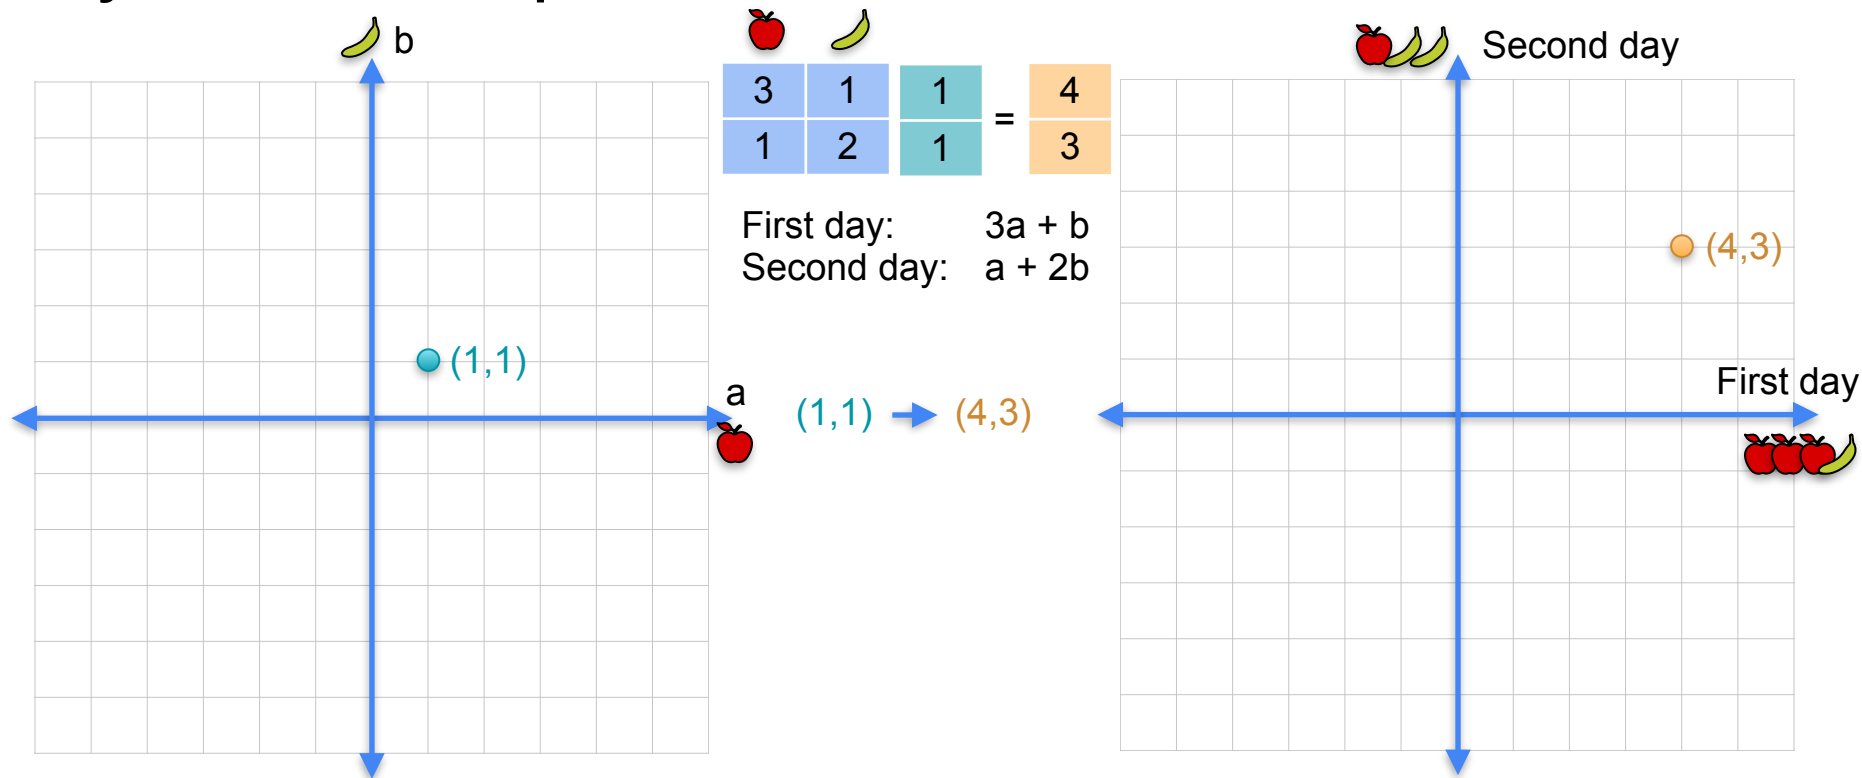 b
Second day
3 1 1 = 4
1 2 1 3
First day: 3a + b
Second day: a + 2b
(4,3)
(1,1)
a
First day
(1,1) (4,3)